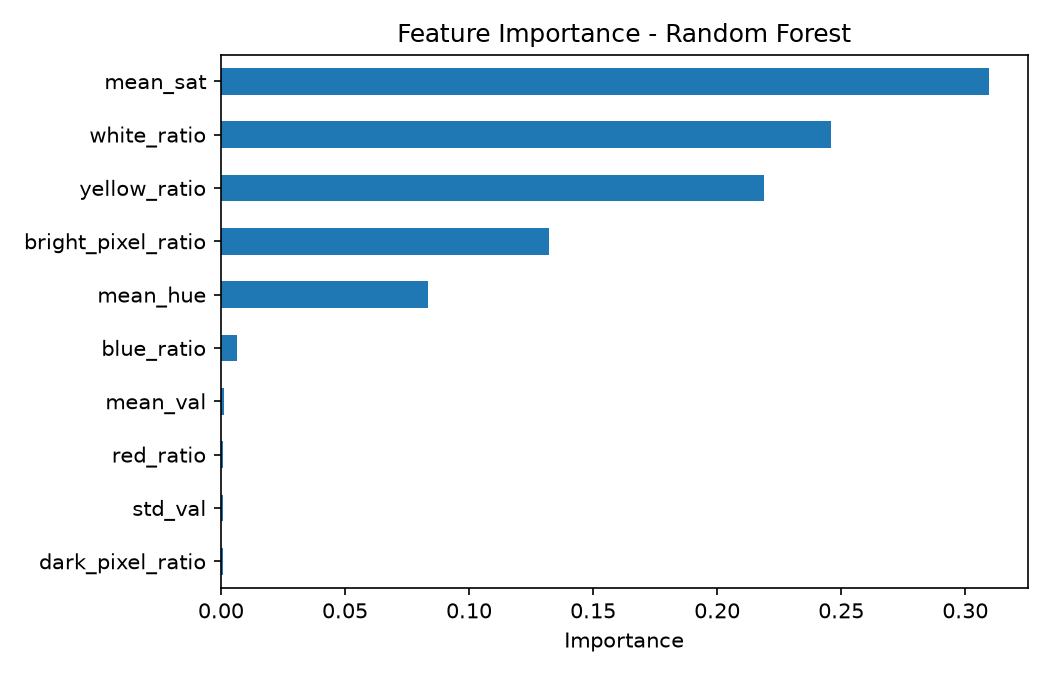 Feature Importance - Random Forest
mean_sat
white_ratio
yellow_ratio
bright_pixel_ratio
mean_hue
blue_ratio
mean_val
red_ratio
std_val
dark_pixel_ratio
0.00 0.05 0.10 0.15 0.20 0.25 0.30
Importance